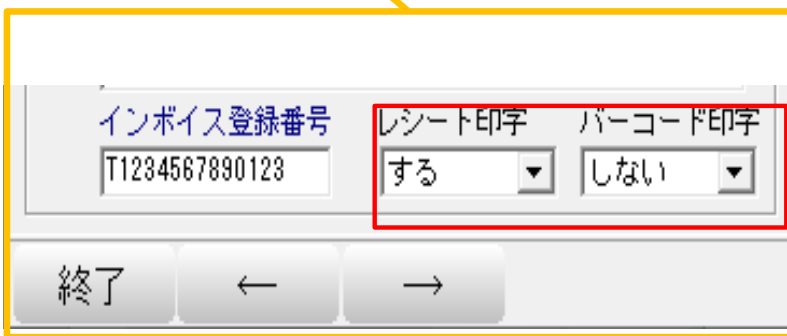 インボイス登録番号 レシート印字 バーコード印字
T1234567890123 する しない
終了 ← →